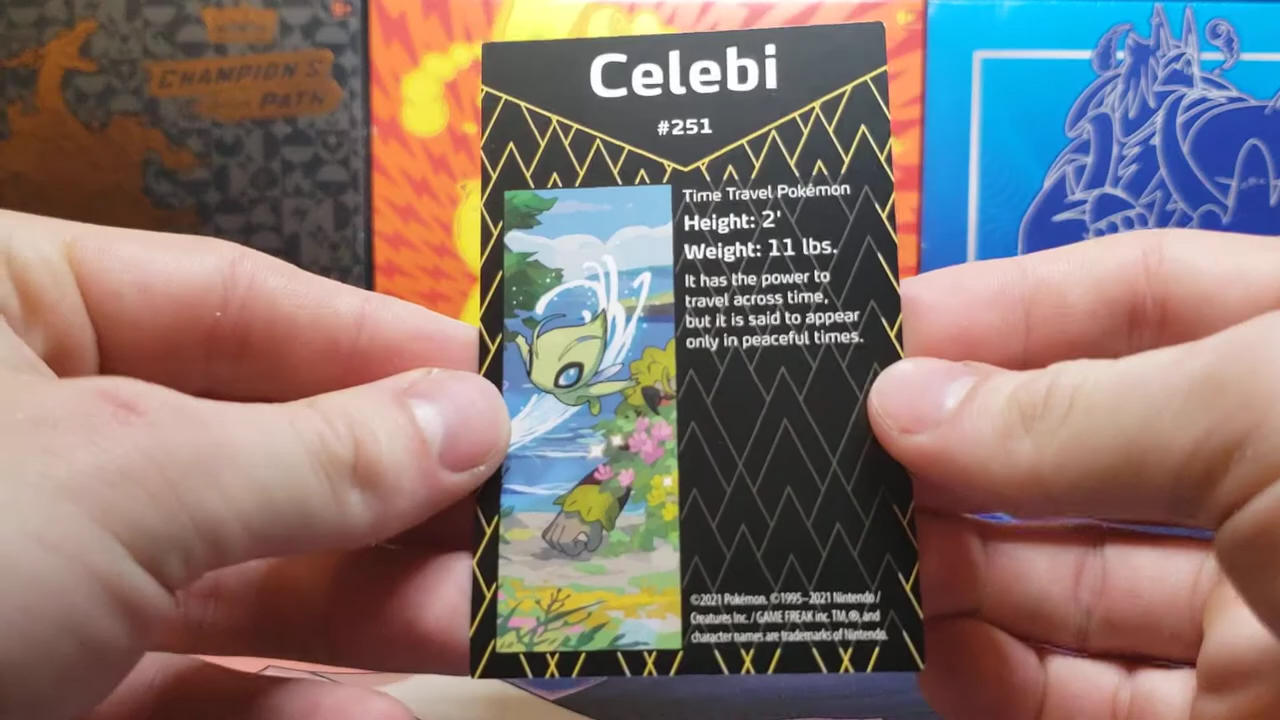 CHAMPION'S
PATH
Celebi
#251
Time Travel Pokémon
Height: 2'
Weight: 11 lbs.
It has the power to
travel across time,
but it is said to appear
only in peaceful times.
©2021 Pokémon. ©1995–2021 Nintendo /
Creatures Inc. / GAME FREAK inc. TM, ®, and
character names are trademarks of Nintendo.